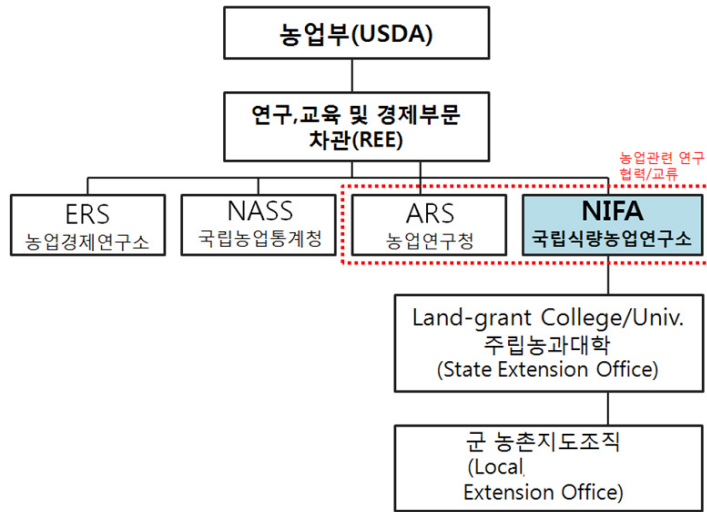 농업부(USDA)
연구,교육 및 경제부문
차관(REE)
농업관련 연구
협력/교류
ERS
농업경제연구소
NASS
국립농업통계청
ARS
농업연구청
NIFA
국립식량농업연구소
Land-grant College/Univ.
주립농과대학
(State Extension Office)
군 농촌지도조직
(Local
Extension Office)